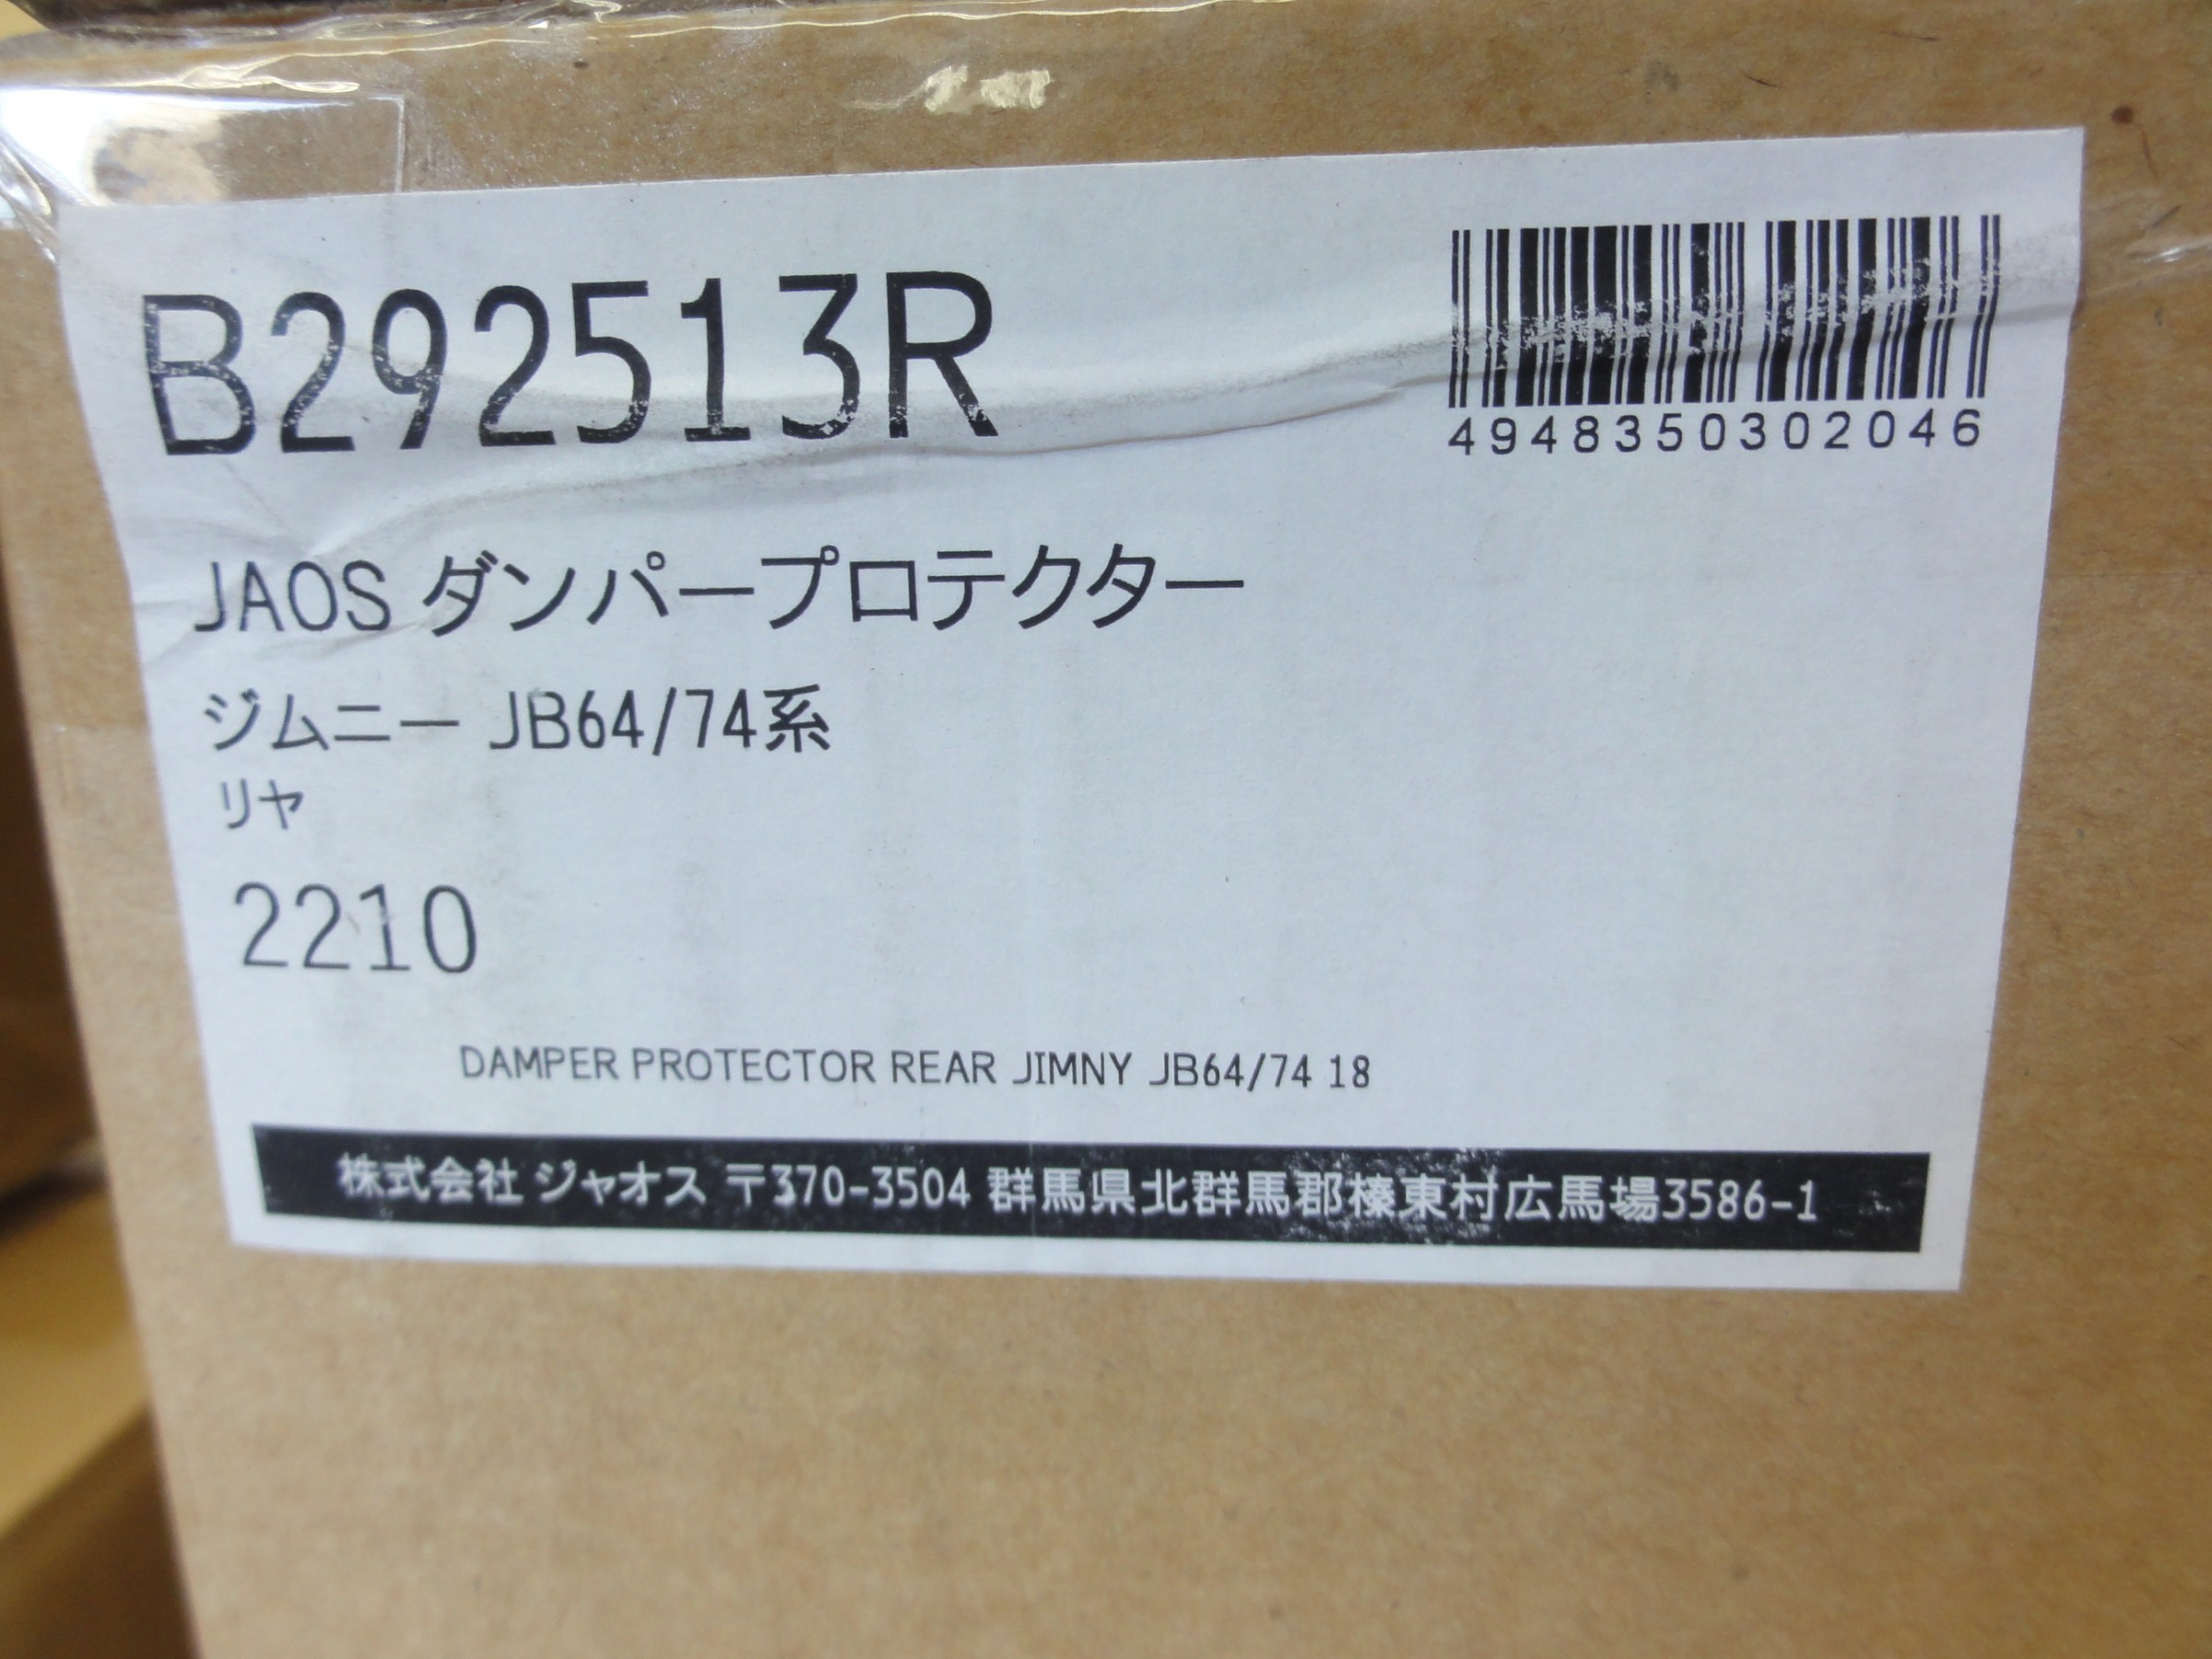 B292513R
4948350302046
JAOS ダンパープロテクター
ジムニー JB64/74系
リヤ
2210
DAMPER PROTECTOR REAR JIMNY JB64/74 18
株式会社 ジャオス 〒370-3504 群馬県北群馬郡榛東村広馬場3586-1